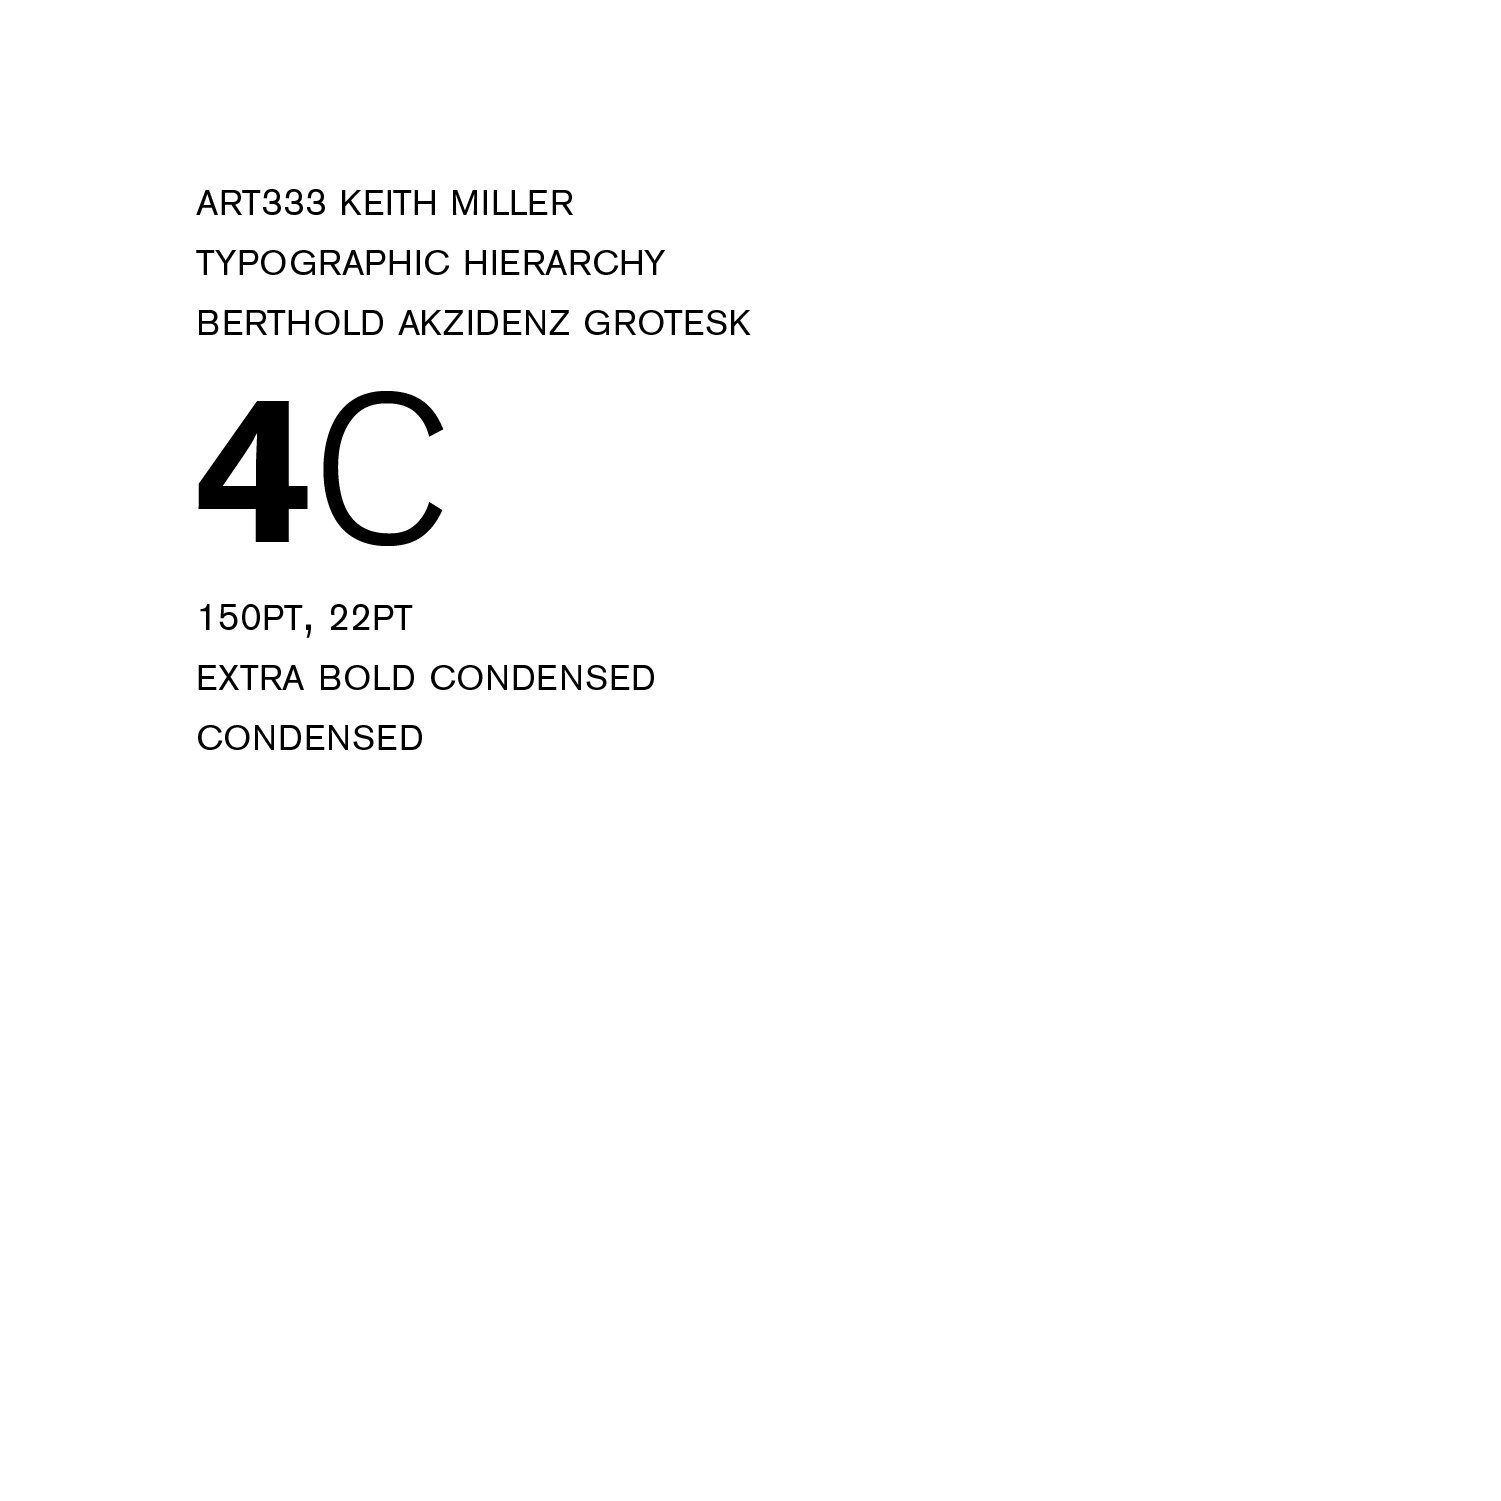 ART333 KEITH MILLER
TYPOGRAPHIC HIERARCHY
BERTHOLD AKZIDENZ GROTESK
4C
150PT, 22PT
EXTRA BOLD CONDENSED
CONDENSED